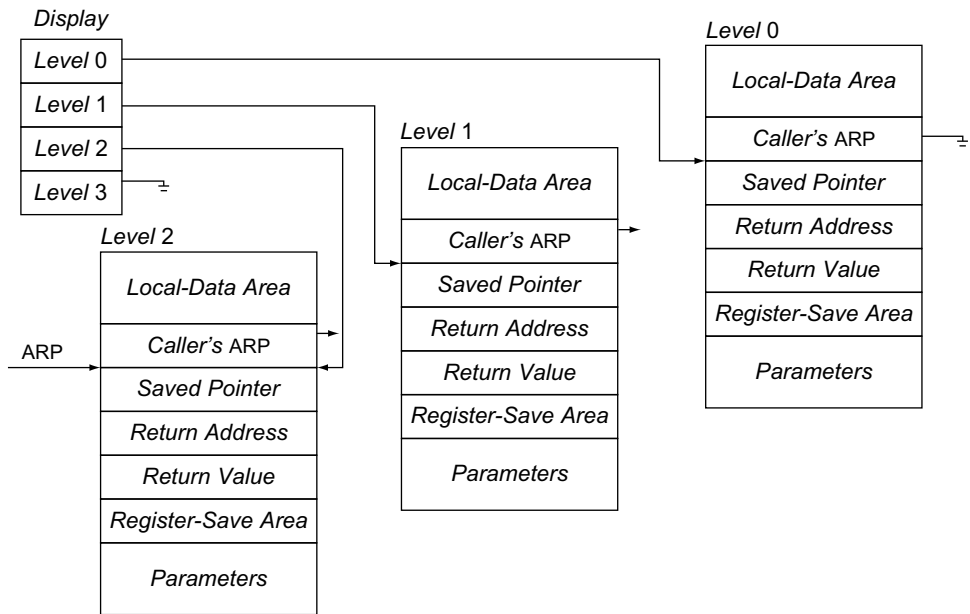 Display
Level 0
Level 1
Level 2
Level 3
Level 2
Local-Data Area
Caller's ARP
Saved Pointer
Return Address
Return Value
Register-Save Area
Parameters
ARP
Level 1
Local-Data Area
Caller's ARP
Saved Pointer
Return Address
Return Value
Register-Save Area
Parameters
Level 0
Local-Data Area
Caller's ARP
Saved Pointer
Return Address
Return Value
Register-Save Area
Parameters